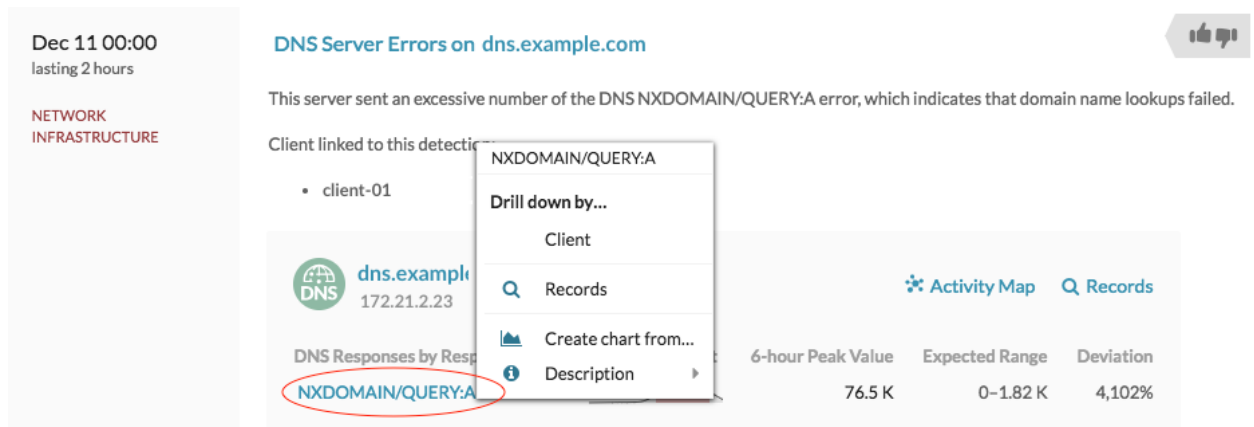 Dec 11 00:00
lasting 2 hours
NETWORK
INFRASTRUCTURE
DNS Server Errors on dns.example.com
This server sent an excessive number of the DNS NXDOMAIN/QUERY:A error, which indicates that domain name lookups failed.
Client linked to this detection
• client-01
NXDOMAIN/QUERY:A
Drill down by...
Client
Records
Create chart from...
Description
DNS
dns.example
172.21.2.23
Activity Map
Records
DNS Responses by Resp
6-hour Peak Value
Expected Range
Deviation
NXDOMAIN/QUERY:A
76.5 K
0–1.82 K
4,102%